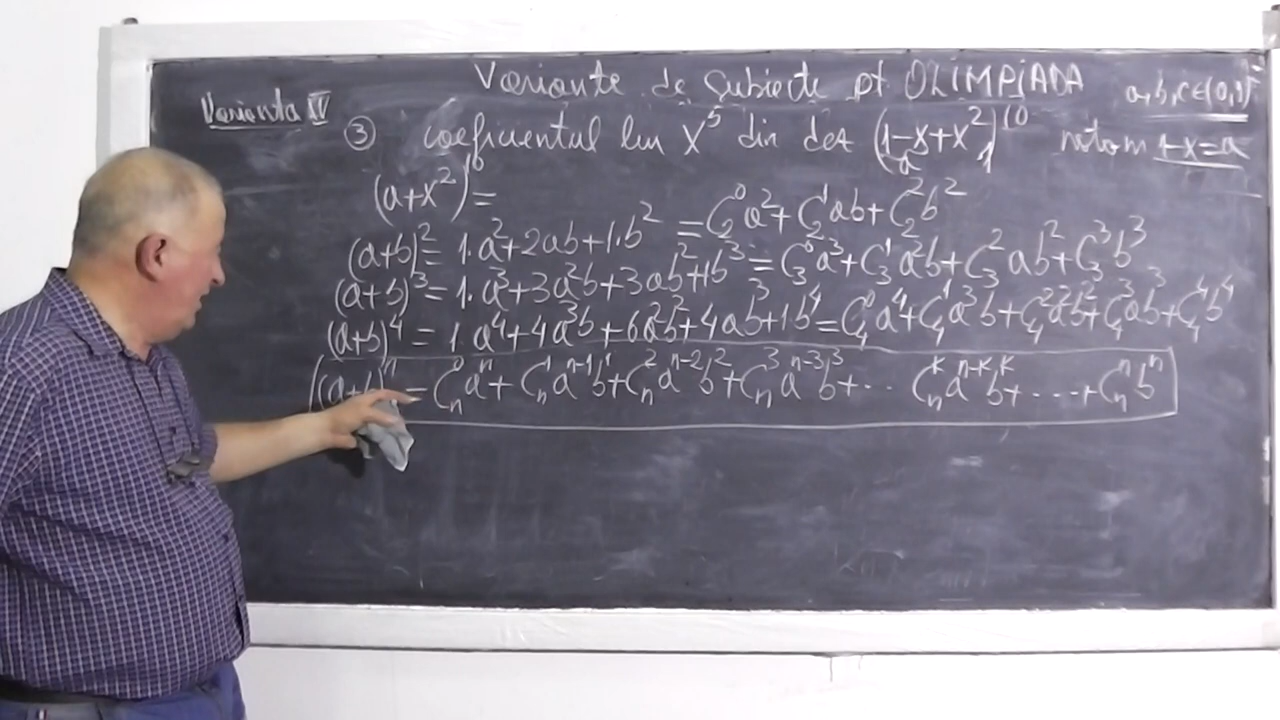 Variante de Subiecte pt OLIMPIADA
Varianta IV
a, b, c ∈ (0, 1)
③ coeficientul lui X⁵ din dez (1-x+x²)¹⁰ notom 1-x=a
a
(a+x²)¹⁰=
(a+b)²= 1·a²+2ab+1·b² = C₂⁰a²+C₂¹ab+C₂²b²
(a+b)³= 1·a³+3a²b+3ab²+1b³ = C₃⁰a³+C₃¹a²b+C₃²ab²+C₃³b³
(a+b)⁴ = 1·a⁴+4a³b+6a²b²+4ab³+1b⁴ = C₄⁰a⁴+C₄¹a³b+C₄²a²b²+C₄³ab³+C₄⁴b⁴
(a+b)ⁿ = Cₙ⁰aⁿ+Cₙ¹aⁿ⁻¹b¹+Cₙ²aⁿ⁻²b²+Cₙ³aⁿ⁻³b³+... Cₙᵏaⁿ⁻ᵏbᵏ+....+Cₙⁿbⁿ